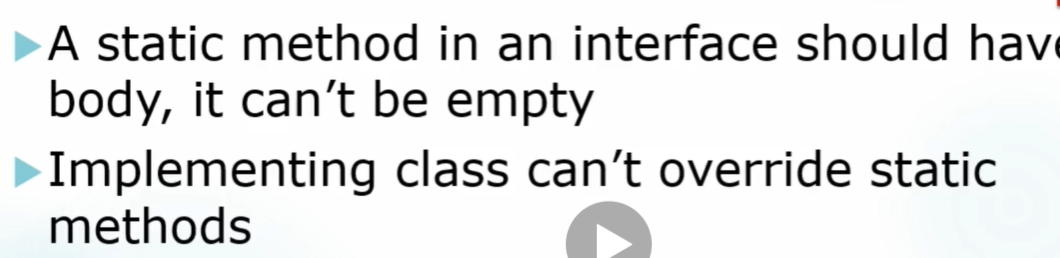 A static method in an interface should have
body, it can’t be empty
Implementing class can’t override static
methods